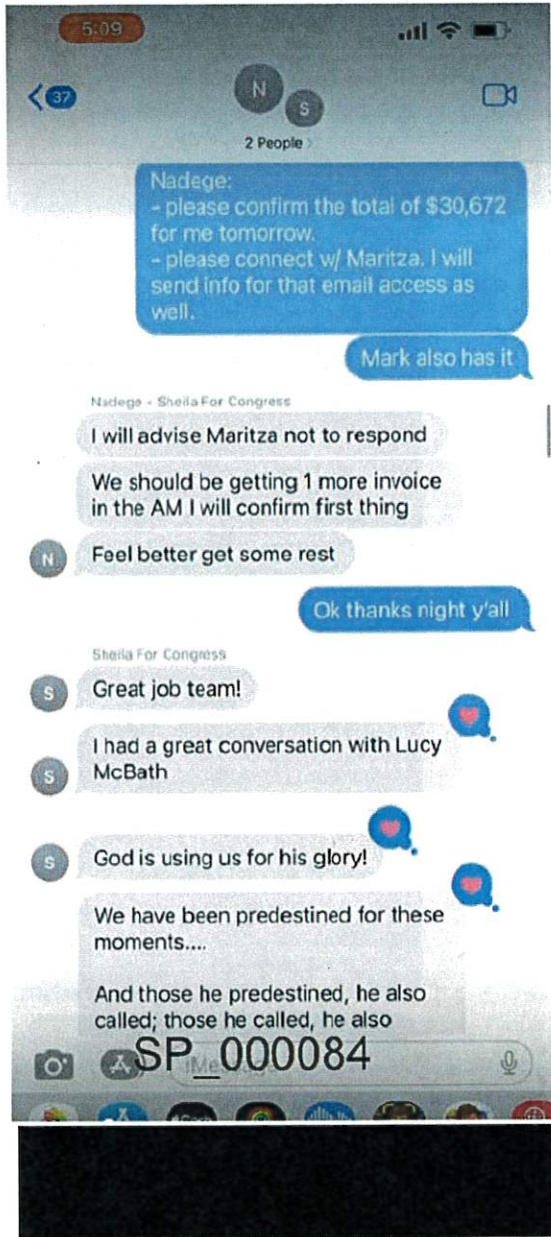 5:09
37
N
S
2 People
Nadege:
- please confirm the total of $30,672
for me tomorrow.
- please connect w/ Maritza. I will
send info for that email access as
well.
Mark also has it
Nadege - Sheila For Congress
I will advise Maritza not to respond
We should be getting 1 more invoice
in the AM I will confirm first thing
N
Feel better get some rest
Ok thanks night y'all
Sheila For Congress
S
Great job team!
I had a great conversation with Lucy
McBath
S
S
God is using us for his glory!
We have been predestined for these
moments....
And those he predestined, he also
called; those he called, he also
SP_000084